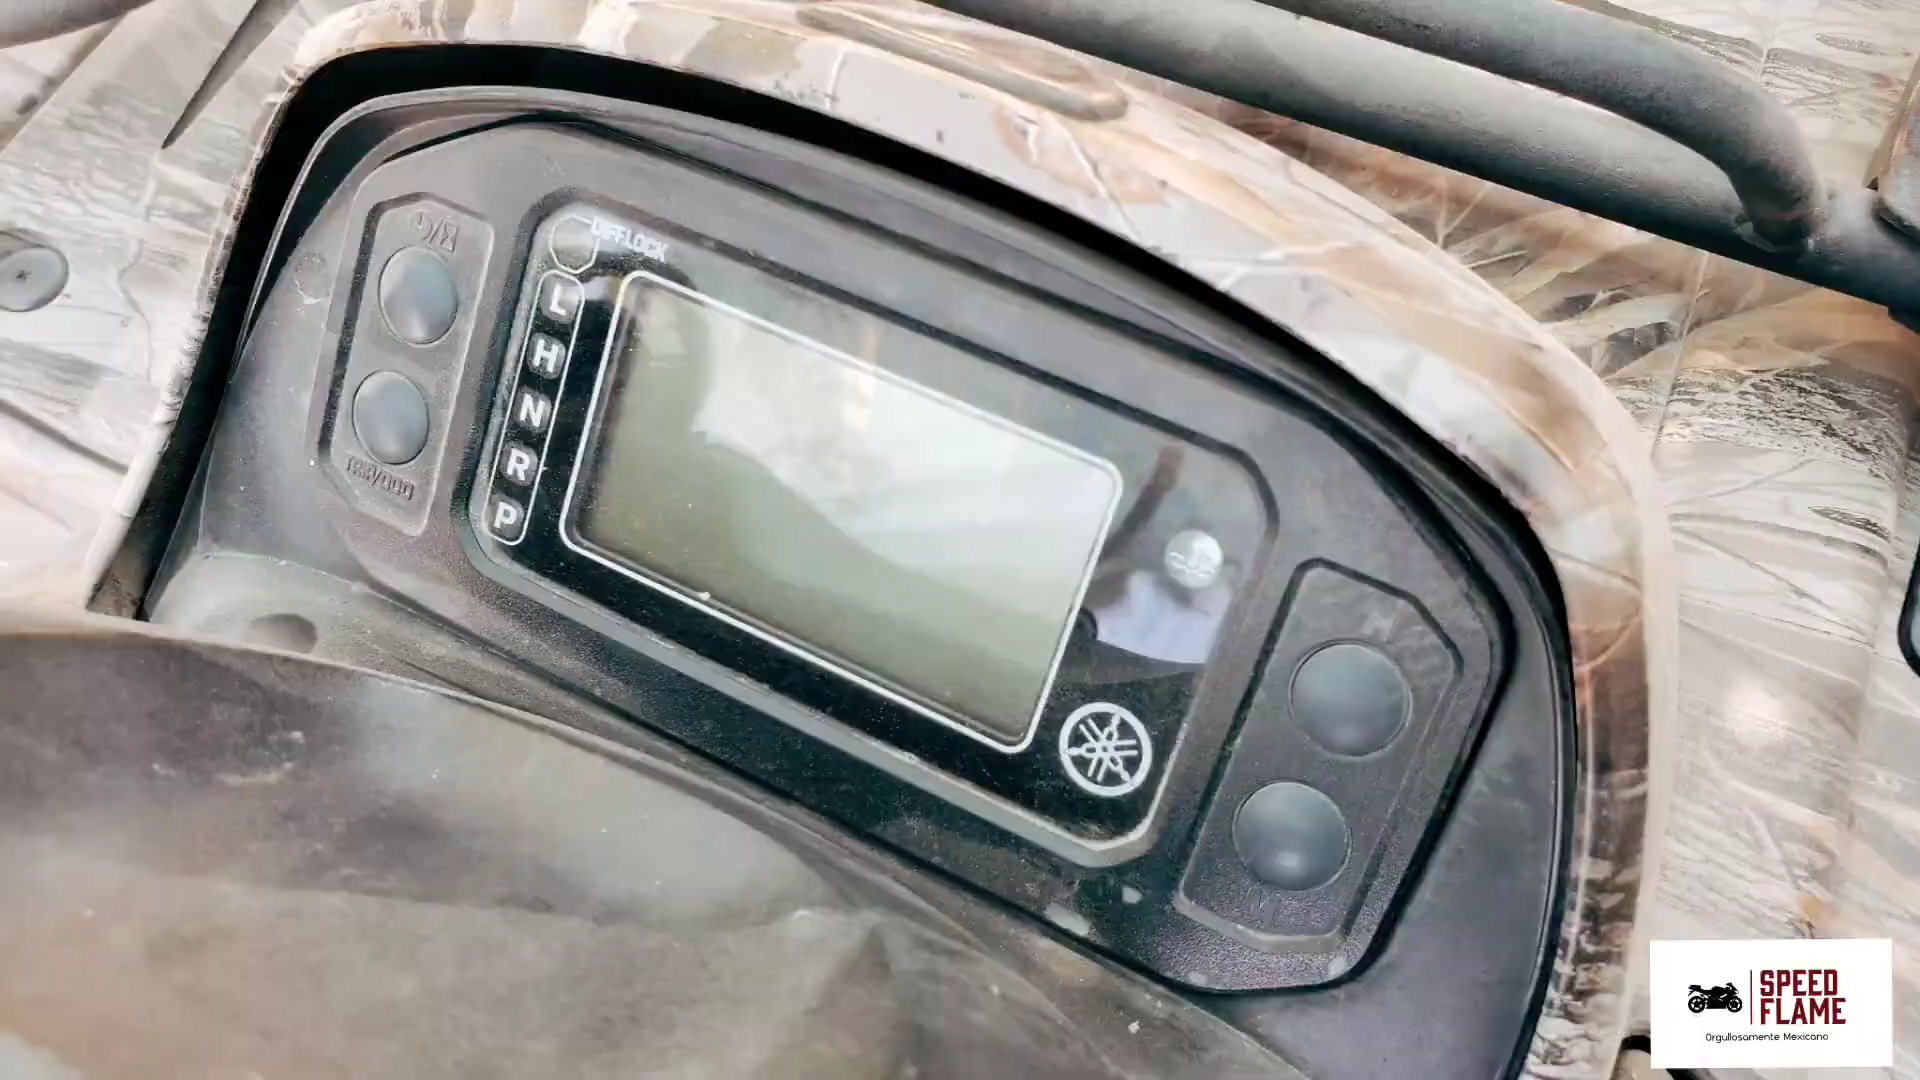 DIFF.LOCK
L
H
N
R
P
TRIP/ODO
H
M
SPEED
FLAME
Orgullosamente Mexicano